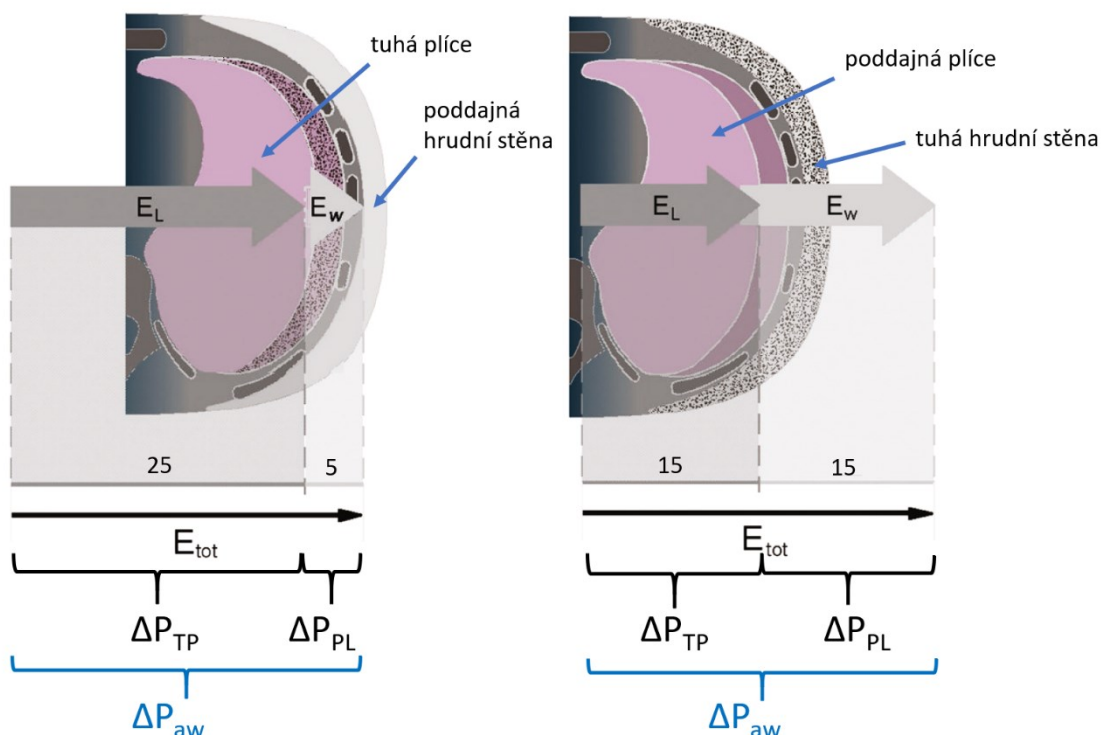 tuhá plíce
poddajná
hrudní stěna
E_L
E_w
25
5
E_tot
ΔP_TP
ΔP_PL
ΔP_aw
poddajná plíce
tuhá hrudní stěna
E_L
E_w
15
15
E_tot
ΔP_TP
ΔP_PL
ΔP_aw